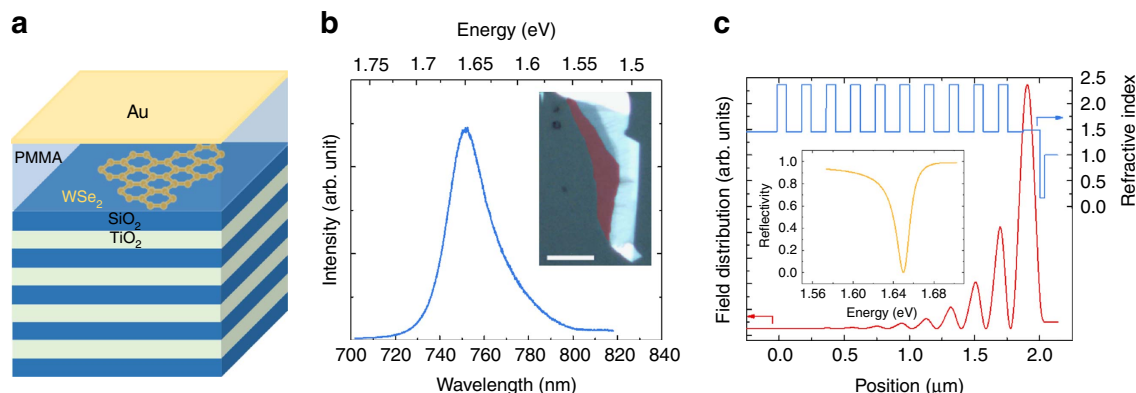 a
Au
PMMA
WSe2
SiO2
TiO2
b
Energy (eV)
1.75 1.7 1.65 1.6 1.55 1.5
Intensity (arb. unit)
700 720 740 760 780 800 820 840
Wavelength (nm)
c
Field distribution (arb. units)
2.5
2.0
1.5
1.0
0.5
0.0
Refractive index
Reflectivity
1.0
0.8
0.6
0.4
0.2
0.0
1.56 1.60 1.64 1.68
Energy (eV)
0.0 0.5 1.0 1.5 2.0
Position (μm)